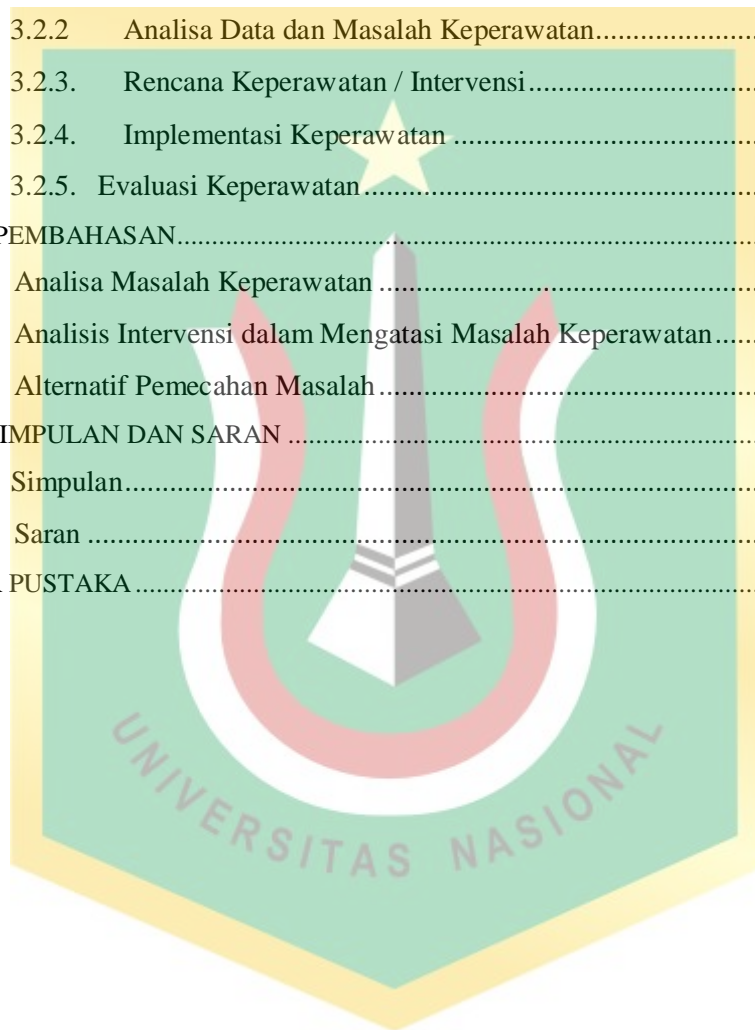 3.2.2 Analisa Data dan Masalah Keperawatan.....................
3.2.3. Rencana Keperawatan / Intervensi..............................
3.2.4. Implementasi Keperawatan ........................................
3.2.5. Evaluasi Keperawatan....................................................
PEMBAHASAN...............................................................................
Analisa Masalah Keperawatan ....................................................
Analisis Intervensi dalam Mengatasi Masalah Keperawatan......
Alternatif Pemecahan Masalah....................................................
IMPULAN DAN SARAN ..............................................................
Simpulan.......................................................................................
Saran ............................................................................................
PUSTAKA.....................................................................................
UNIVERSITAS NASIONAL